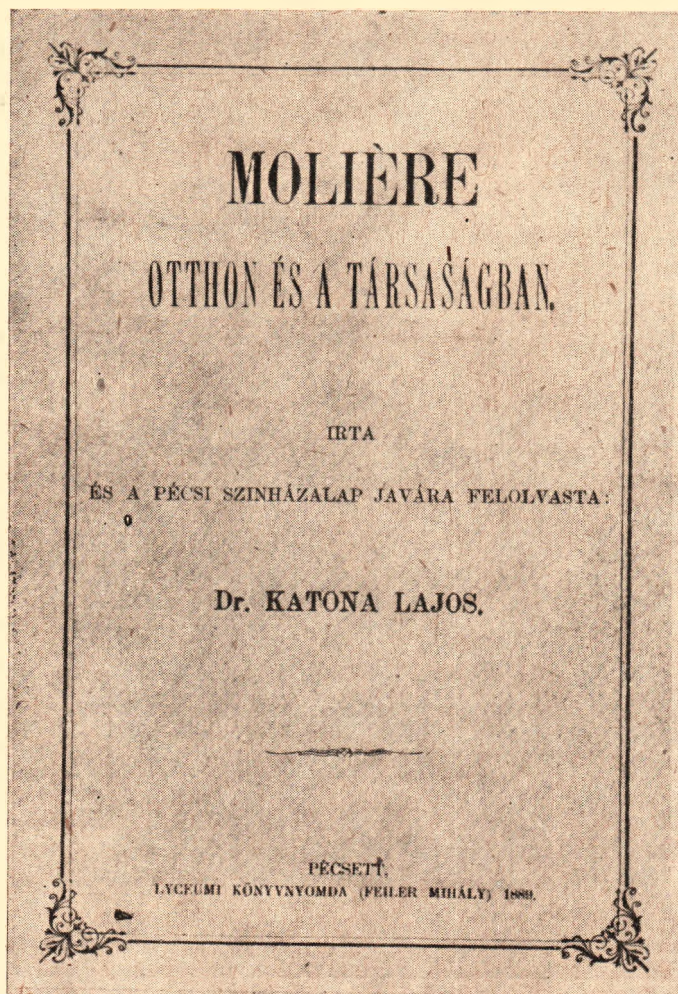 MOLIÈRE
OTTHON ÉS A TÁRSASÁGBAN.
IRTA
ÉS A PÉCSI SZINHÁZALAP JAVÁRA FELOLVASTA:
Dr. KATONA LAJOS.
PÉCSETT,
LYCEUMI KÖNYVNYOMDA (FEILER MIHÁLY) 1889.